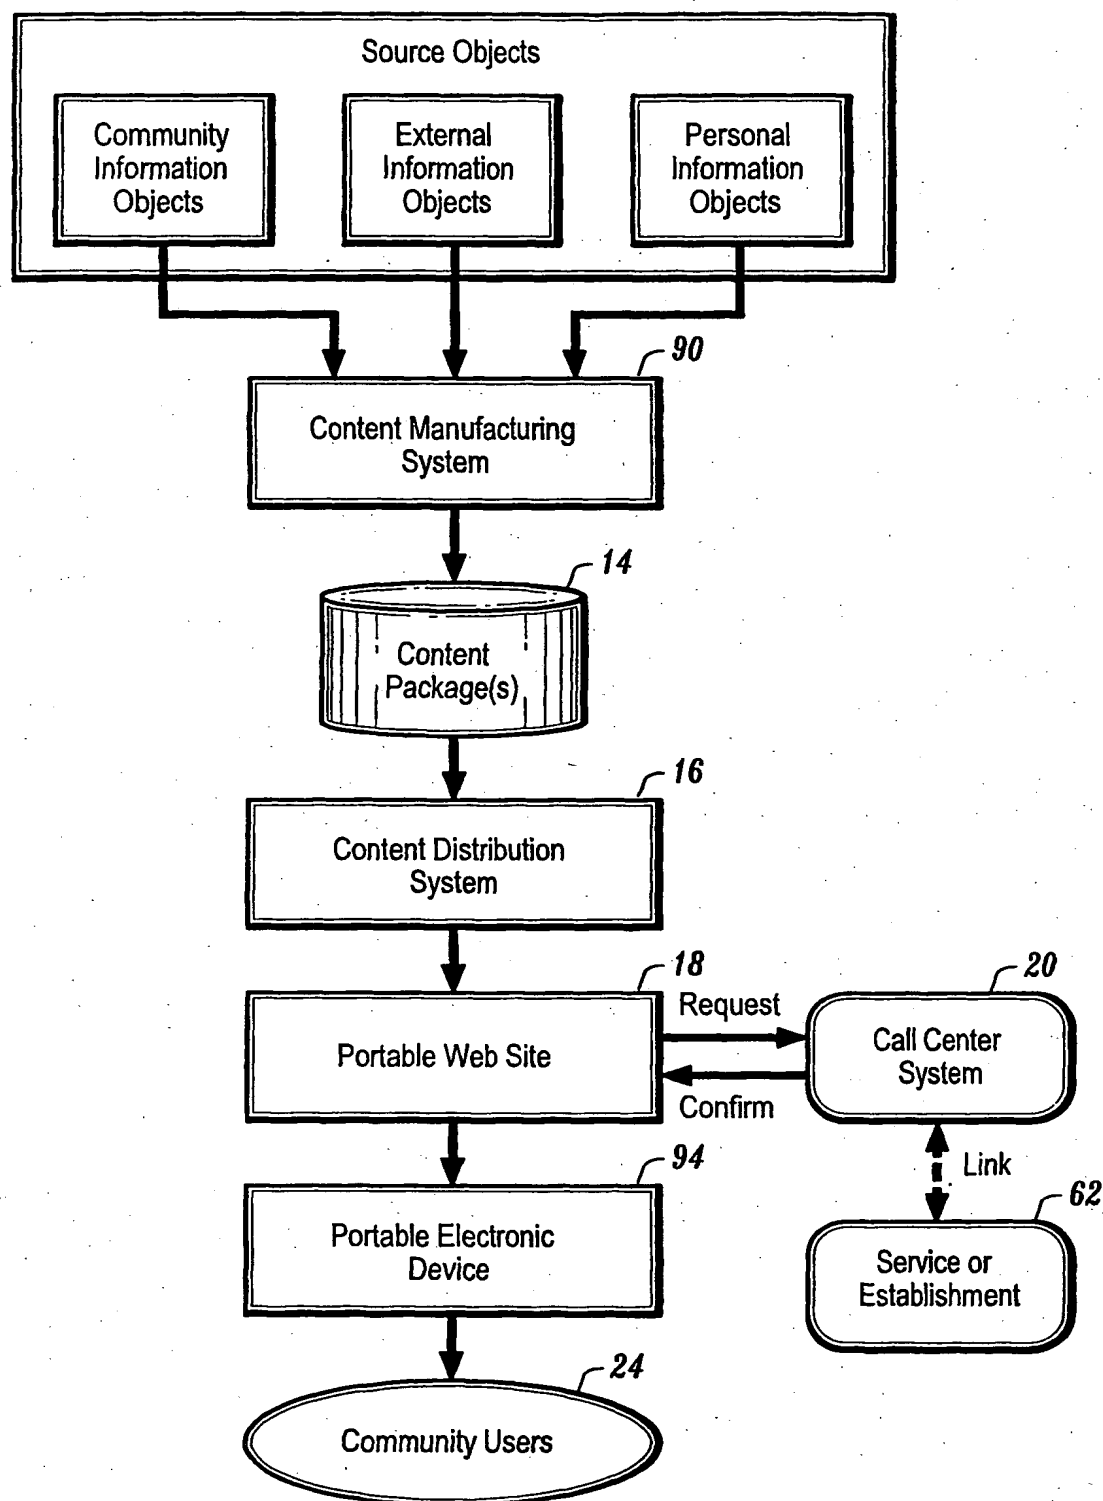 Source Objects
Community
Information
Objects
External
Information
Objects
Personal
Information
Objects
90
Content Manufacturing
System
14
Content
Package(s)
16
Content Distribution
System
18
Portable Web Site
Request
Confirm
20
Call Center
System
Link
94
Portable Electronic
Device
62
Service or
Establishment
24
Community Users